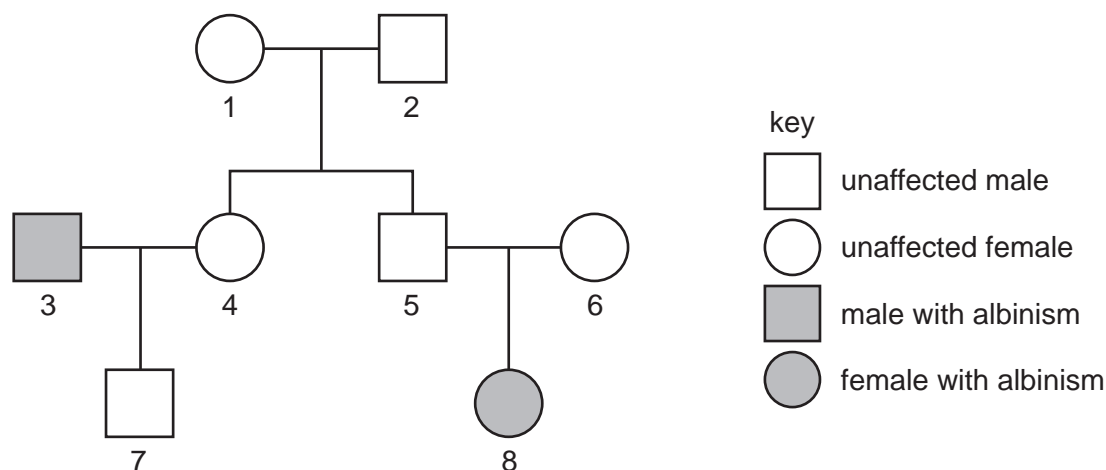 1
2
key
unaffected male
unaffected female
male with albinism
female with albinism
3
4
5
6
7
8